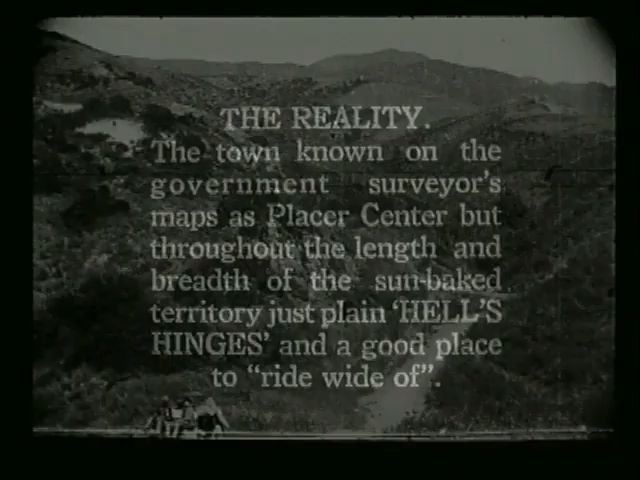 THE REALITY.
The town known on the
government surveyor's
maps as Placer Center but
throughout the length and
breadth of the sun-baked
territory just plain 'HELL'S
HINGES' and a good place
to "ride wide of".